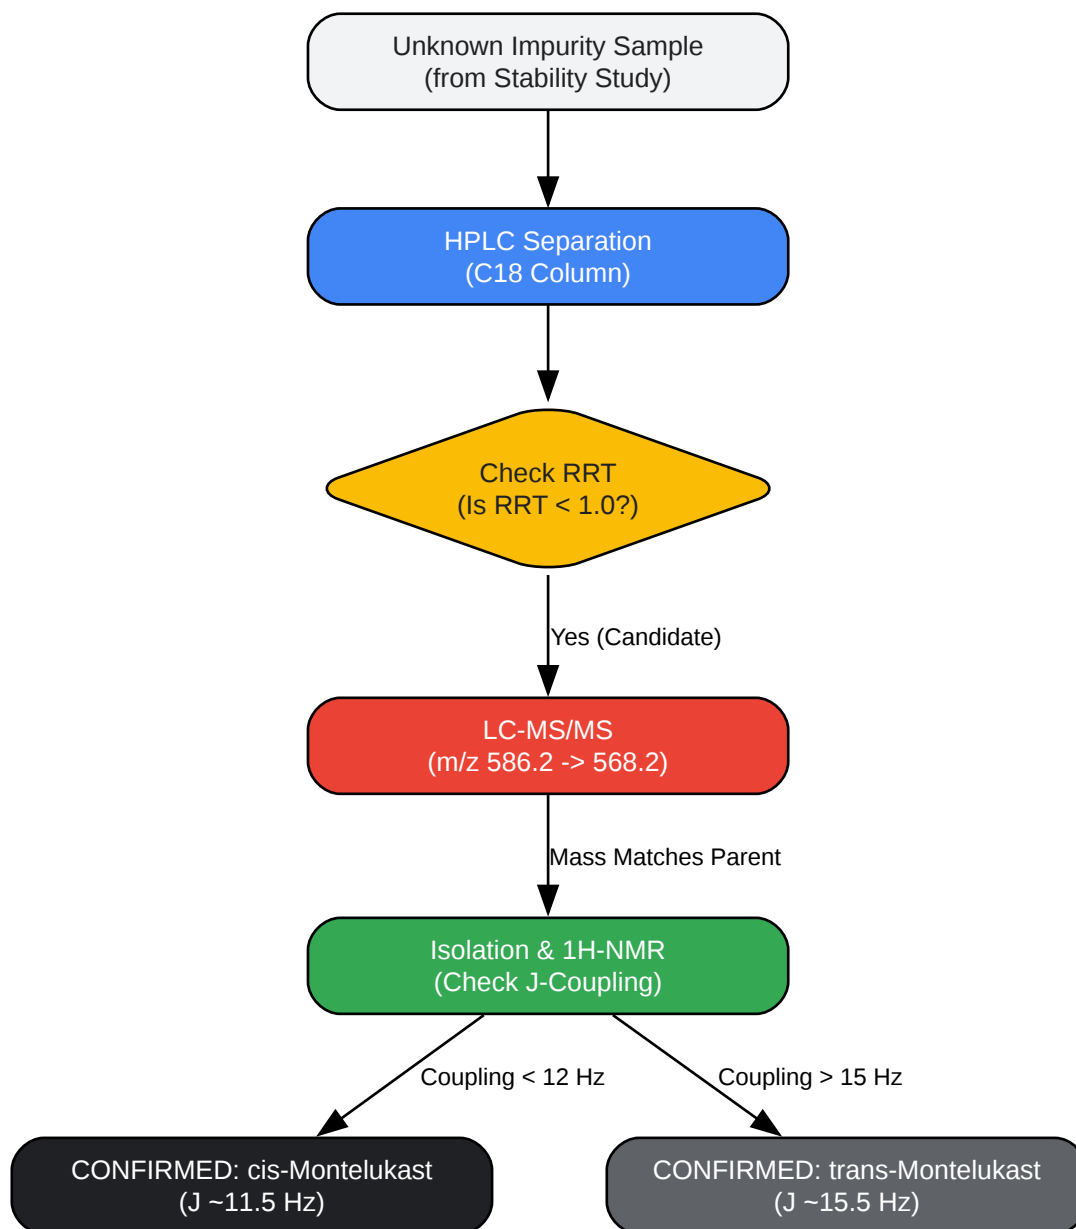 Unknown Impurity Sample
(from Stability Study)
HPLC Separation
(C18 Column)
Check RRT
(Is RRT < 1.0?)
Yes (Candidate)
LC-MS/MS
(m/z 586.2 -> 568.2)
Mass Matches Parent
Isolation & 1H-NMR
(Check J-Coupling)
Coupling < 12 Hz
Coupling > 15 Hz
CONFIRMED: cis-Montelukast
(J ~11.5 Hz)
CONFIRMED: trans-Montelukast
(J ~15.5 Hz)